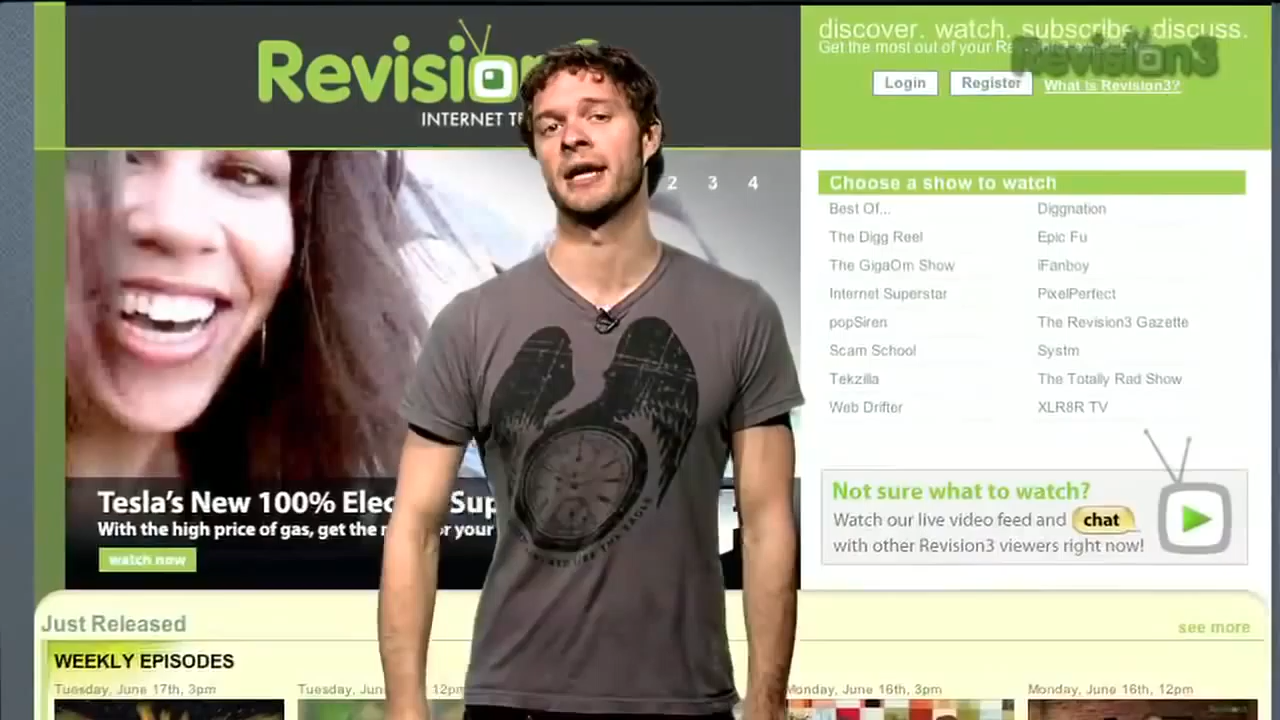 Revisi
INTERNET
discover. watch. subscribe. discuss.
Get the most out of your
Revision3
Login
Register
What is Revision3?
2 3 4
Choose a show to watch
Best Of...
Diggnation
The Digg Reel
Epic Fu
The GigaOm Show
iFanboy
Internet Superstar
PixelPerfect
popSiren
The Revision3 Gazette
Scam School
Systm
Tekzilla
The Totally Rad Show
Web Drifter
XLR8R TV
Tesla's New 100% Elec Sup
With the high price of gas, get the or your
watch now
Not sure what to watch?
Watch our live video feed and chat
with other Revision3 viewers right now!
Just Released
see more
WEEKLY EPISODES
Tuesday, June 17th, 3pm
Tuesday, Jun 12pm
Monday, June 16th, 3pm
Monday, June 16th, 12pm